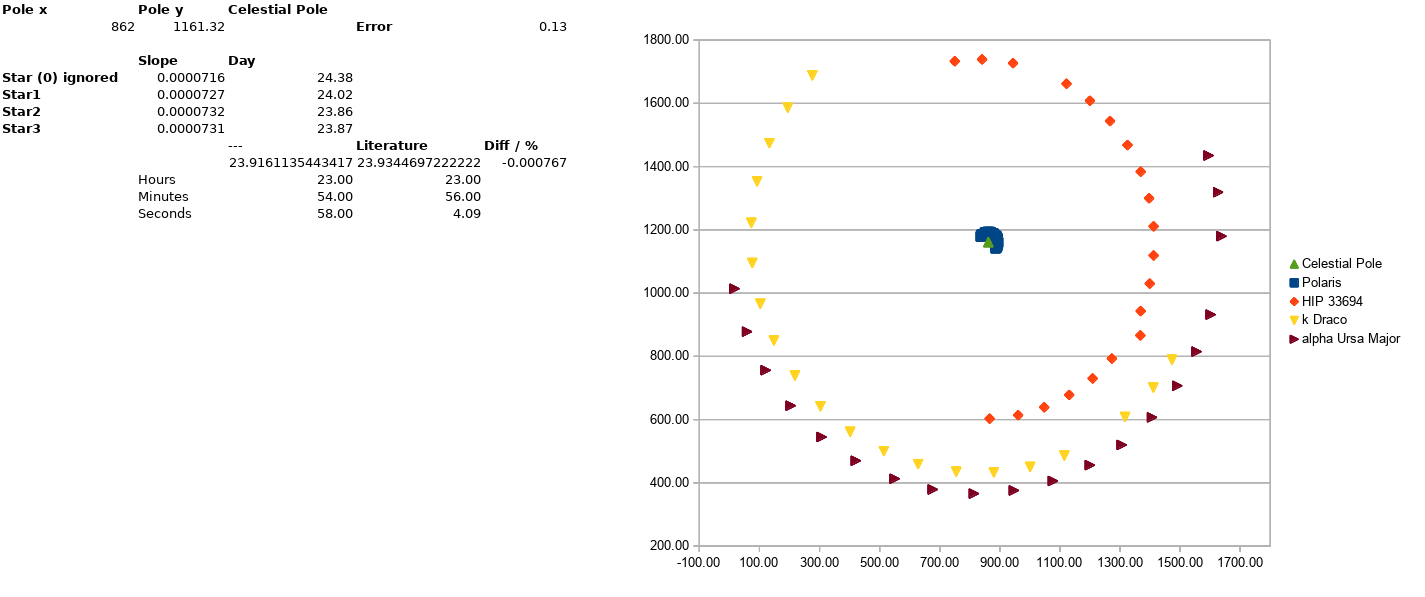 Pole x Pole y Celestial Pole
862 1161.32 Error 0.13
Slope Day
Star (0) ignored 0.0000716 24.38
Star1 0.0000727 24.02
Star2 0.0000732 23.86
Star3 0.0000731 23.87
--- Literature Diff / %
23.9161135443417 23.9344697222222 -0.000767
Hours 23.00 23.00
Minutes 54.00 56.00
Seconds 58.00 4.09
1800.00
1600.00
1400.00
1200.00
1000.00
800.00
600.00
400.00
200.00
-100.00 100.00 300.00 500.00 700.00 900.00 1100.00 1300.00 1500.00 1700.00
Celestial Pole
Polaris
HIP 33694
k Draco
alpha Ursa Major